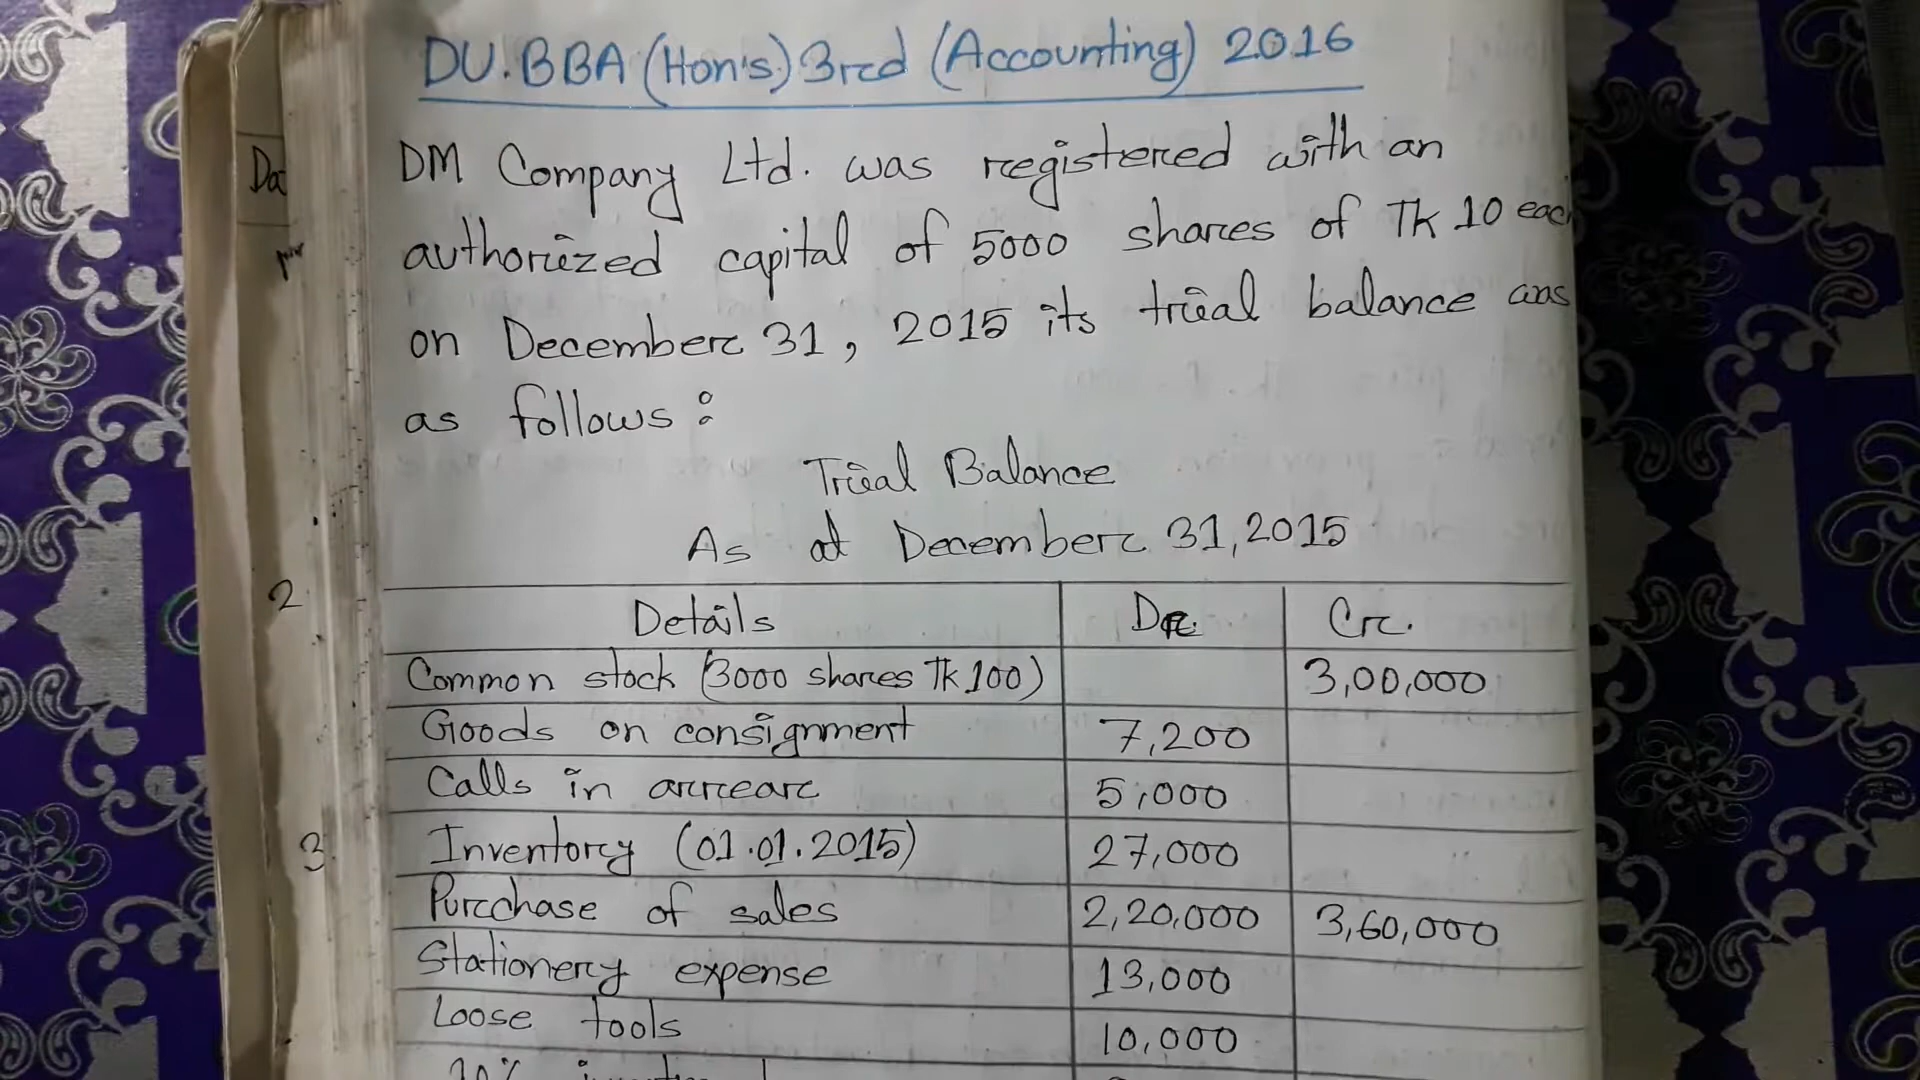 DU.BBA (Hon's) 3rd (Accounting) 2016
DM Company Ltd. was registered with an
authorized capital of 5000 shares of Tk 10 each
on December 31, 2015 its trial balance was
as follows:
Trial Balance
As at December 31, 2015
Details Dr. Cr.
Common stock (3000 shares Tk 100) 3,00,000
Goods on consignment 7,200
Calls in arrear 5,000
Inventory (01.01.2015) 27,000
Purchase of sales 2,20,000 3,60,000
Stationery expense 13,000
Loose tools 10,000
2
3